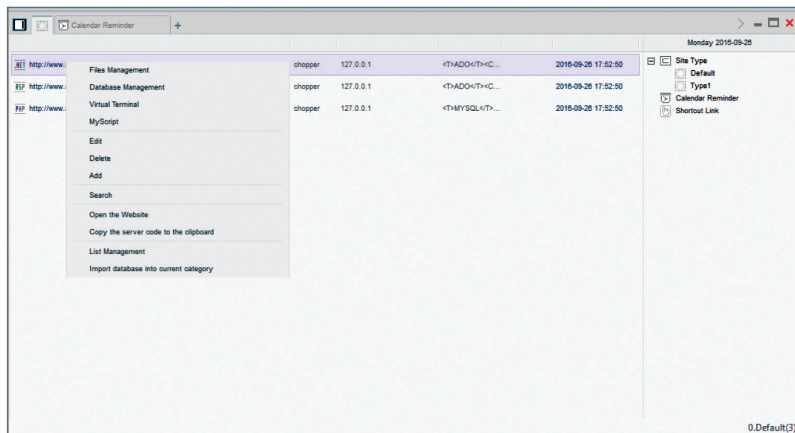 Calendar Reminder +
Monday 2016-09-26
.NET http://www. chopper 127.0.0.1 <T>ADO</T><C... 2016-09-26 17:52:50
ASP http://www. chopper 127.0.0.1 <T>ADO</T><C... 2016-09-26 17:52:50
PHP http://www. chopper 127.0.0.1 <T>MYSQL</T>... 2016-09-26 17:52:50
Files Management
Database Management
Virtual Terminal
MyScript
Edit
Delete
Add
Search
Open the Website
Copy the server code to the clipboard
List Management
Import database into current category
Site Type
Default
Type1
Calendar Reminder
Shortout Link
0.Default(3)